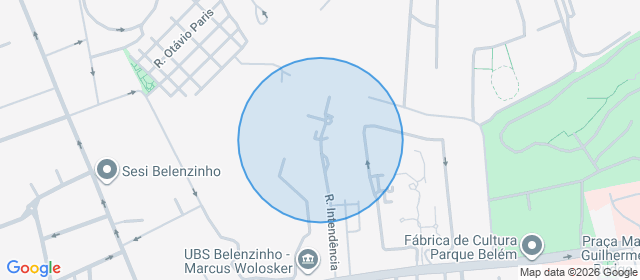 R. Otávio Paris
Sesi Belenzinho
R. Intendência
UBS Belenzinho -
Marcus Wolosker
Fábrica de Cultura
Parque Belém
Praça Ma
Guilherm
Google
Map data ©2026 Google